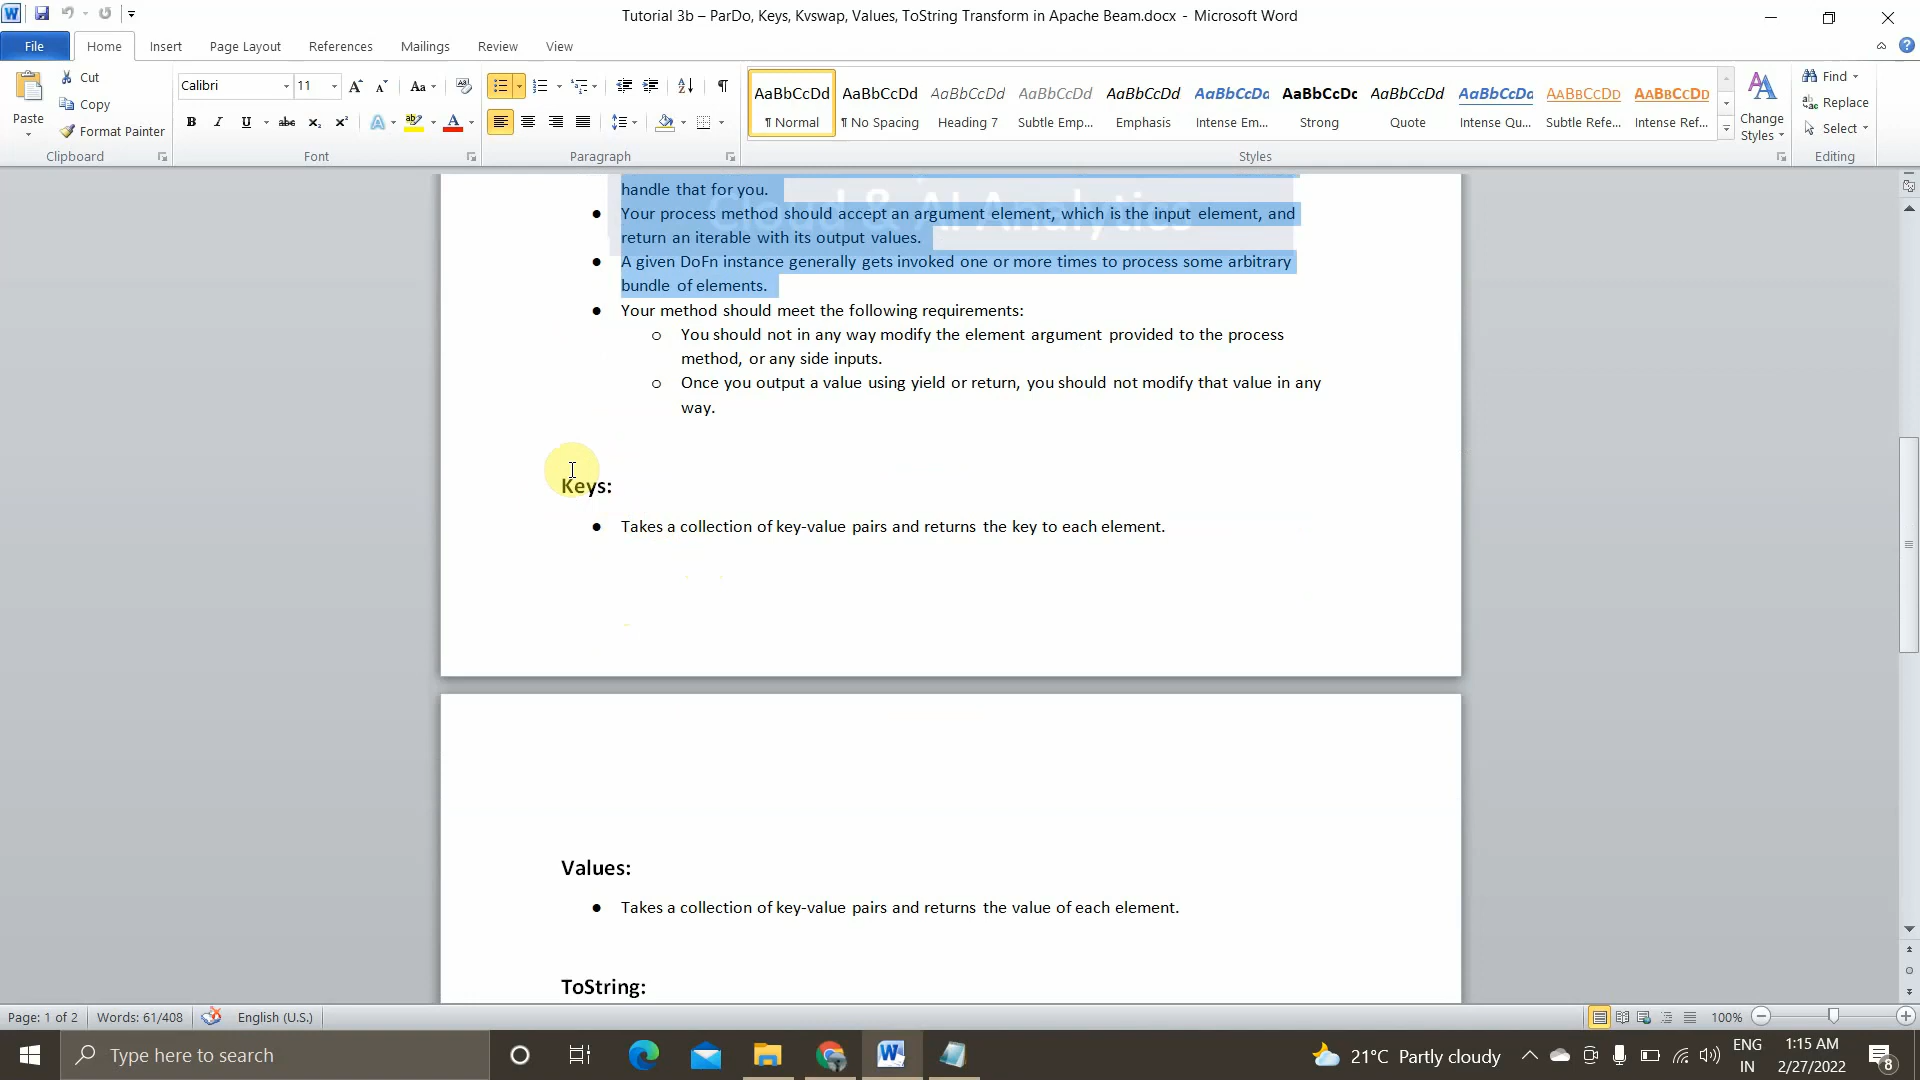 Tutorial 3b – ParDo, Keys, Kvswap, Values, ToString Transform in Apache Beam.docx - Microsoft Word
File Home Insert Page Layout References Mailings Review View
Paste
Cut
Copy
Format Painter
Clipboard
Calibri 11
Font
Paragraph
AaBbCcDd AaBbCcDd AaBbCcDd AaBbCcDd AaBbCcDd AaBbCcDd AaBbCcDc AaBbCcDd AaBbCcDd AaBbCcDd AaBbCcDd
¶ Normal ¶ No Spacing Heading 7 Subtle Emp... Emphasis Intense Em... Strong Quote Intense Qu... Subtle Refe... Intense Ref...
Styles
Change
Styles
Find
Replace
Select
Editing
handle that for you.
Cloud & AI Analytics
● Your process method should accept an argument element, which is the input element, and
return an iterable with its output values.
● A given DoFn instance generally gets invoked one or more times to process some arbitrary
bundle of elements.
● Your method should meet the following requirements:
o You should not in any way modify the element argument provided to the process
method, or any side inputs.
o Once you output a value using yield or return, you should not modify that value in any
way.
Keys:
● Takes a collection of key-value pairs and returns the key to each element.
Values:
● Takes a collection of key-value pairs and returns the value of each element.
ToString:
Page: 1 of 2 Words: 61/408 English (U.S.) 100%
Type here to search
21°C Partly cloudy
ENG
IN
1:15 AM
2/27/2022
8